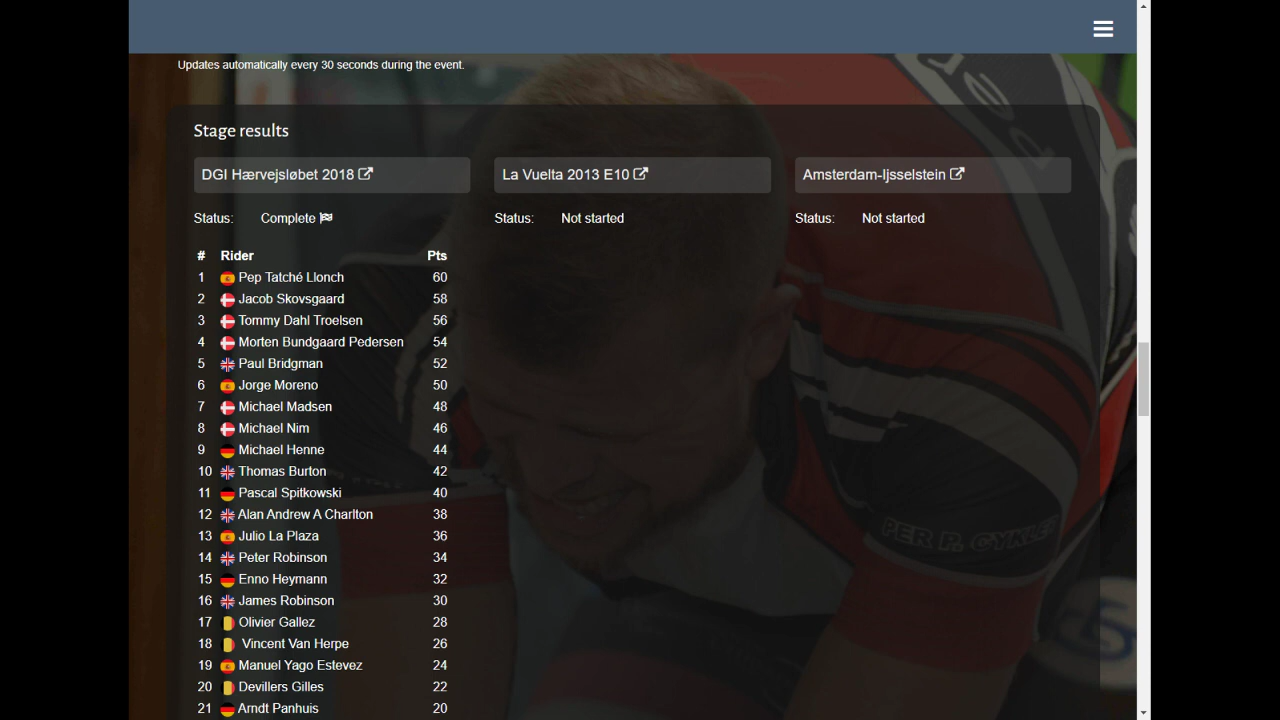 Updates automatically every 30 seconds during the event.
Stage results
DGI Hærvejsløbet 2018
La Vuelta 2013 E10
Amsterdam-Ijsselstein
Status: Complete
Status: Not started
Status: Not started
# Rider Pts
1 Pep Tatché Llonch 60
2 Jacob Skovsgaard 58
3 Tommy Dahl Troelsen 56
4 Morten Bundgaard Pedersen 54
5 Paul Bridgman 52
6 Jorge Moreno 50
7 Michael Madsen 48
8 Michael Nim 46
9 Michael Henne 44
10 Thomas Burton 42
11 Pascal Spitkowski 40
12 Alan Andrew A Charlton 38
13 Julio La Plaza 36
14 Peter Robinson 34
15 Enno Heymann 32
16 James Robinson 30
17 Olivier Gallez 28
18 Vincent Van Herpe 26
19 Manuel Yago Estevez 24
20 Devillers Gilles 22
21 Arndt Panhuis 20
PER P. CYKLER